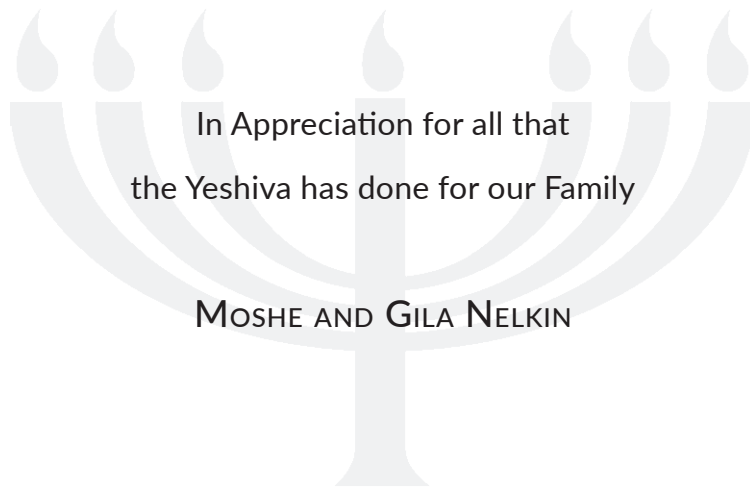 In Appreciation for all that
the Yeshiva has done for our Family
Moshe and Gila Nelkin